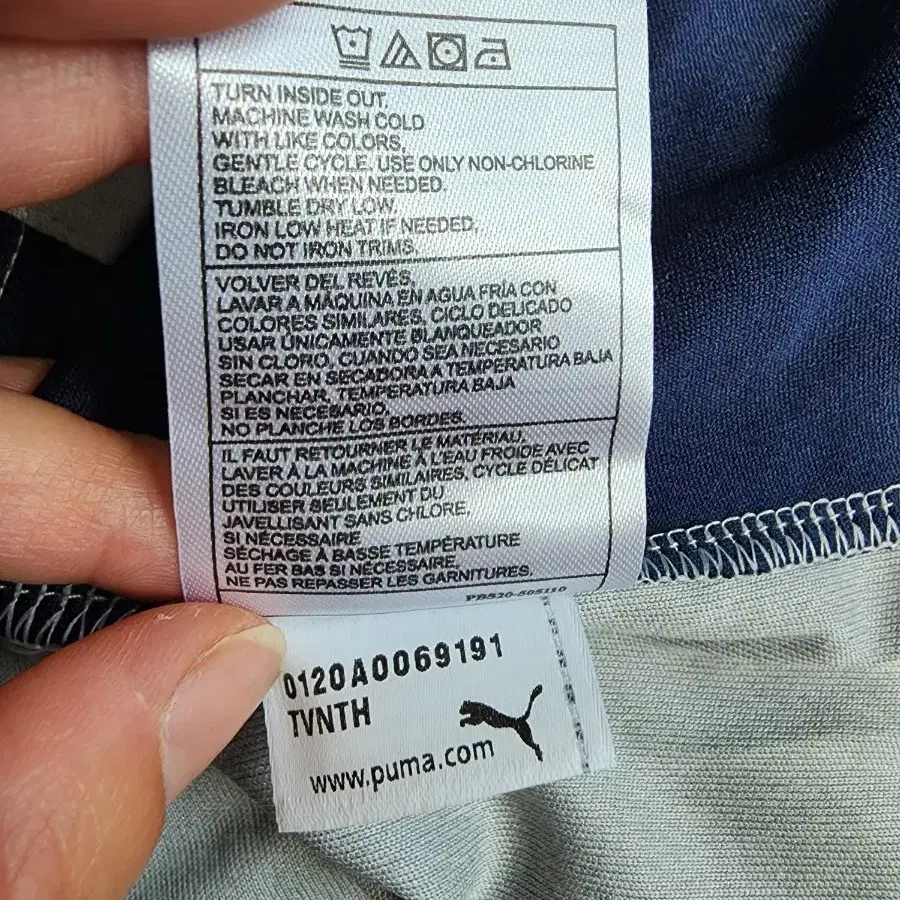 TURN INSIDE OUT,
MACHINE WASH COLD
WITH LIKE COLORS,
GENTLE CYCLE. USE ONLY NON-CHLORINE
BLEACH WHEN NEEDED.
TUMBLE DRY LOW.
IRON LOW HEAT IF NEEDED.
DO NOT IRON TRIMS.
VOLVER DEL REVÉS,
LAVAR A MÁQUINA EN AGUA FRÍA CON
COLORES SIMILARES, CICLO DELICADO
USAR ÚNICAMENTE BLANQUEADOR
SIN CLORO, CUANDO SEA NECESARIO
SECAR EN SECADORA A TEMPERATURA BAJA
PLANCHAR, TEMPERATURA BAJA
SI ES NECESARIO.
NO PLANCHE LOS BORDES.
IL FAUT RETOURNER LE MATÉRIAU,
LAVER À LA MACHINE À L'EAU FROIDE AVEC
DES COULEURS SIMILAIRES, CYCLE DÉLICAT
UTILISER SEULEMENT DU
JAVELLISANT SANS CHLORE,
SI NÉCESSAIRE
SÉCHAGE À BASSE TEMPÉRATURE
AU FER BAS SI NÉCESSAIRE,
NE PAS REPASSER LES GARNITURES.
PBS20-505110
0120A0069191
TVNTH
www.puma.com